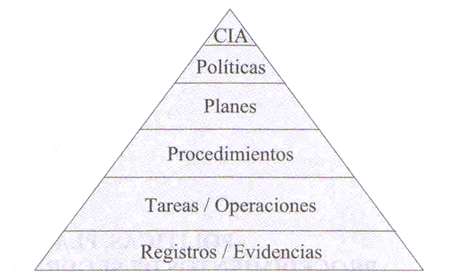 CIA
Políticas
Planes
Procedimientos
Tareas / Operaciones
Registros / Evidencias